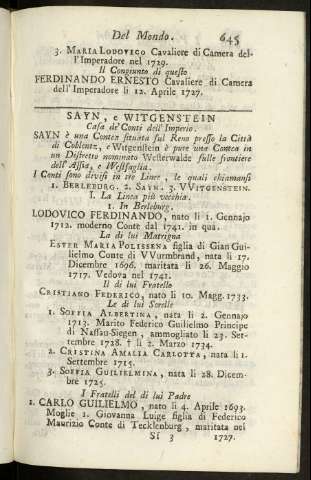 Del Mondo. 645
3. MARIA LODOVICO Cavaliere di Camera del-
l'Imperadore nel 1729.
Il Congiunto di questo
FERDINANDO ERNESTO Cavaliere di Camera
dell'Imperadore li 12. Aprile 1727.
SAYN, e WITGENSTEIN
Casa de' Conti dell'Imperio.
SAYN è una Contea situata sul Reno presso la Città
di Coblentz, e Witgenstein è pure una Contea in
un Distretto nominato Westerwalde sulle frontiere
dell'Assia, e Westfaglia.
I Conti sono divisi in tre Linee, le quali chiamansi
1. BERLEBURG. 2. SAYN. 3. VVITGENSTEIN.
I. La Linea più vecchia.
1. In Berleburg.
LODOVICO FERDINANDO, nato li 1. Gennajo
1712. moderno Conte dal 1741. in qua.
La di lui Matrigna
ESTER MARIA POLISSENA figlia di Gian Gui-
lielmo Conte di VVurmbrand, nata li 17.
Dicembre 1696. maritata li 26. Maggio
1717. Vedova nel 1741.
Il di lui Fratello
CRISTIANO FEDERICO, nato li 10. Magg. 1733.
Le di lui Sorelle
1. SOFFIA ALBERTINA, nata li 2. Gennajo
1713. Marito Federico Guilielmo Principe
di Nassau-Siegen, ammogliato li 23. Set-
tembre 1728. † li 2. Marzo 1734.
2. CRISTINA AMALIA CARLOTTA, nata li 1.
Settembre 1715.
3. SOFFIA GUILIELMINA, nata li 28. Dicem-
bre 1725.
I Fratelli del di lui Padre
1. CARLO GUILIELMO, nato li 4. Aprile 1693.
Moglie 1. Giovanna Luige figlia di Federico
Maurizio Conte di Tecklenburg, maritata nel
Sf 3 1727.